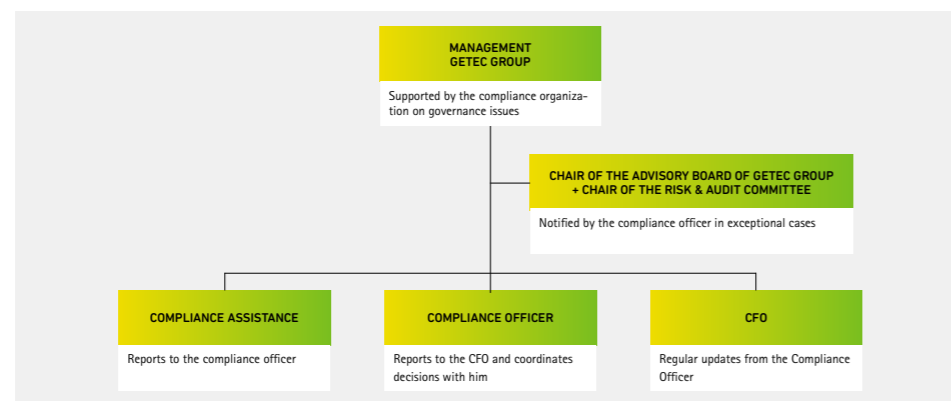 MANAGEMENT
GETEC GROUP
Supported by the compliance organiza-
tion on governance issues
CHAIR OF THE ADVISORY BOARD OF GETEC GROUP
+ CHAIR OF THE RISK & AUDIT COMMITTEE
Notified by the compliance officer in exceptional cases
COMPLIANCE ASSISTANCE
Reports to the compliance officer
COMPLIANCE OFFICER
Reports to the CFO and coordinates
decisions with him
CFO
Regular updates from the Compliance
Officer